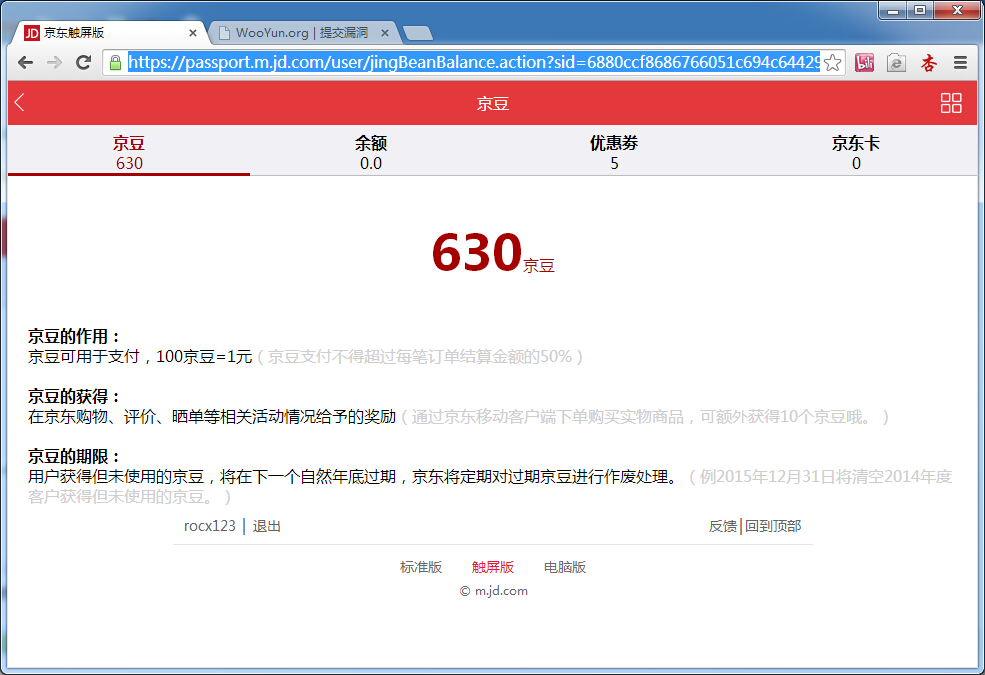 JD 京东触屏版
WooYun.org | 提交漏洞
https://passport.m.jd.com/user/jingBeanBalance.action?sid=6880ccf8686766051c694c64429
京豆
京豆 余额 优惠券 京东卡
630 0.0 5 0
630京豆
京豆的作用：
京豆可用于支付，100京豆=1元（京豆支付不得超过每笔订单结算金额的50%）
京豆的获得：
在京东购物、评价、晒单等相关活动情况给予的奖励（通过京东移动客户端下单购买实物商品，可额外获得10个京豆哦。）
京豆的期限：
用户获得但未使用的京豆，将在下一个自然年底过期，京东将定期对过期京豆进行作废处理。（例2015年12月31日将清空2014年度
客户获得但未使用的京豆。）
rocx123 | 退出 反馈|回到顶部
标准版 触屏版 电脑版
© m.jd.com